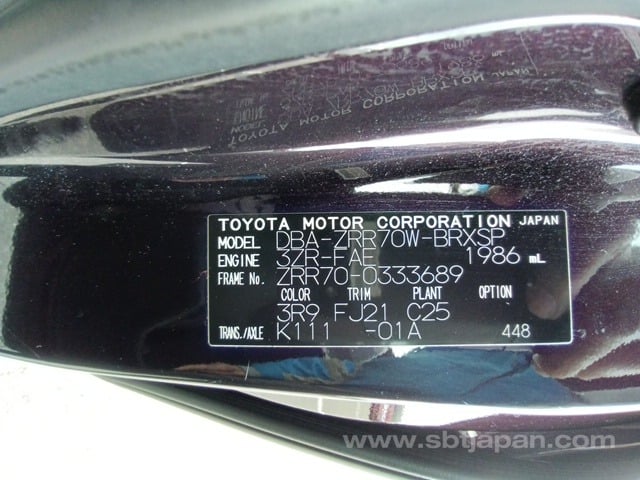 TOYOTA MOTOR CORPORATION JAPAN
MODEL DBA-ZRR70W-BRXSP
ENGINE 3ZR-FAE 1986 mL
FRAME No. ZRR70-0333689
COLOR TRIM PLANT OPTION
3R9 FJ21 C25
TRANS./AXLE K111 -01A 448
www.sbtjapan.com